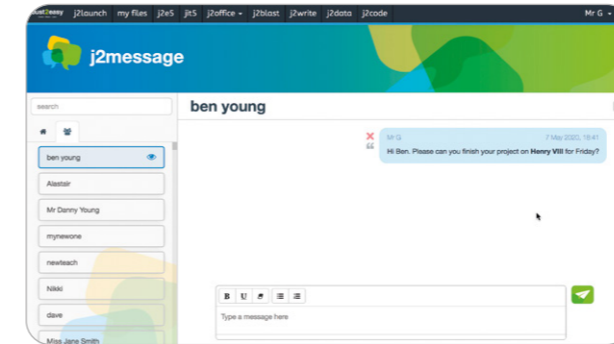 just2easy j2launch my files j2e5 jit5 j2office j2blast j2write j2data j2code Mr G
j2message
search
ben young
ben young
Alastair
Mr Danny Young
mynewone
newteach
Nikki
dave
Miss Jane Smith
Mr G 7 May 2020, 16:41
Hi Ben. Please can you finish your project on Henry VIII for Friday?
B U S
Type a message here